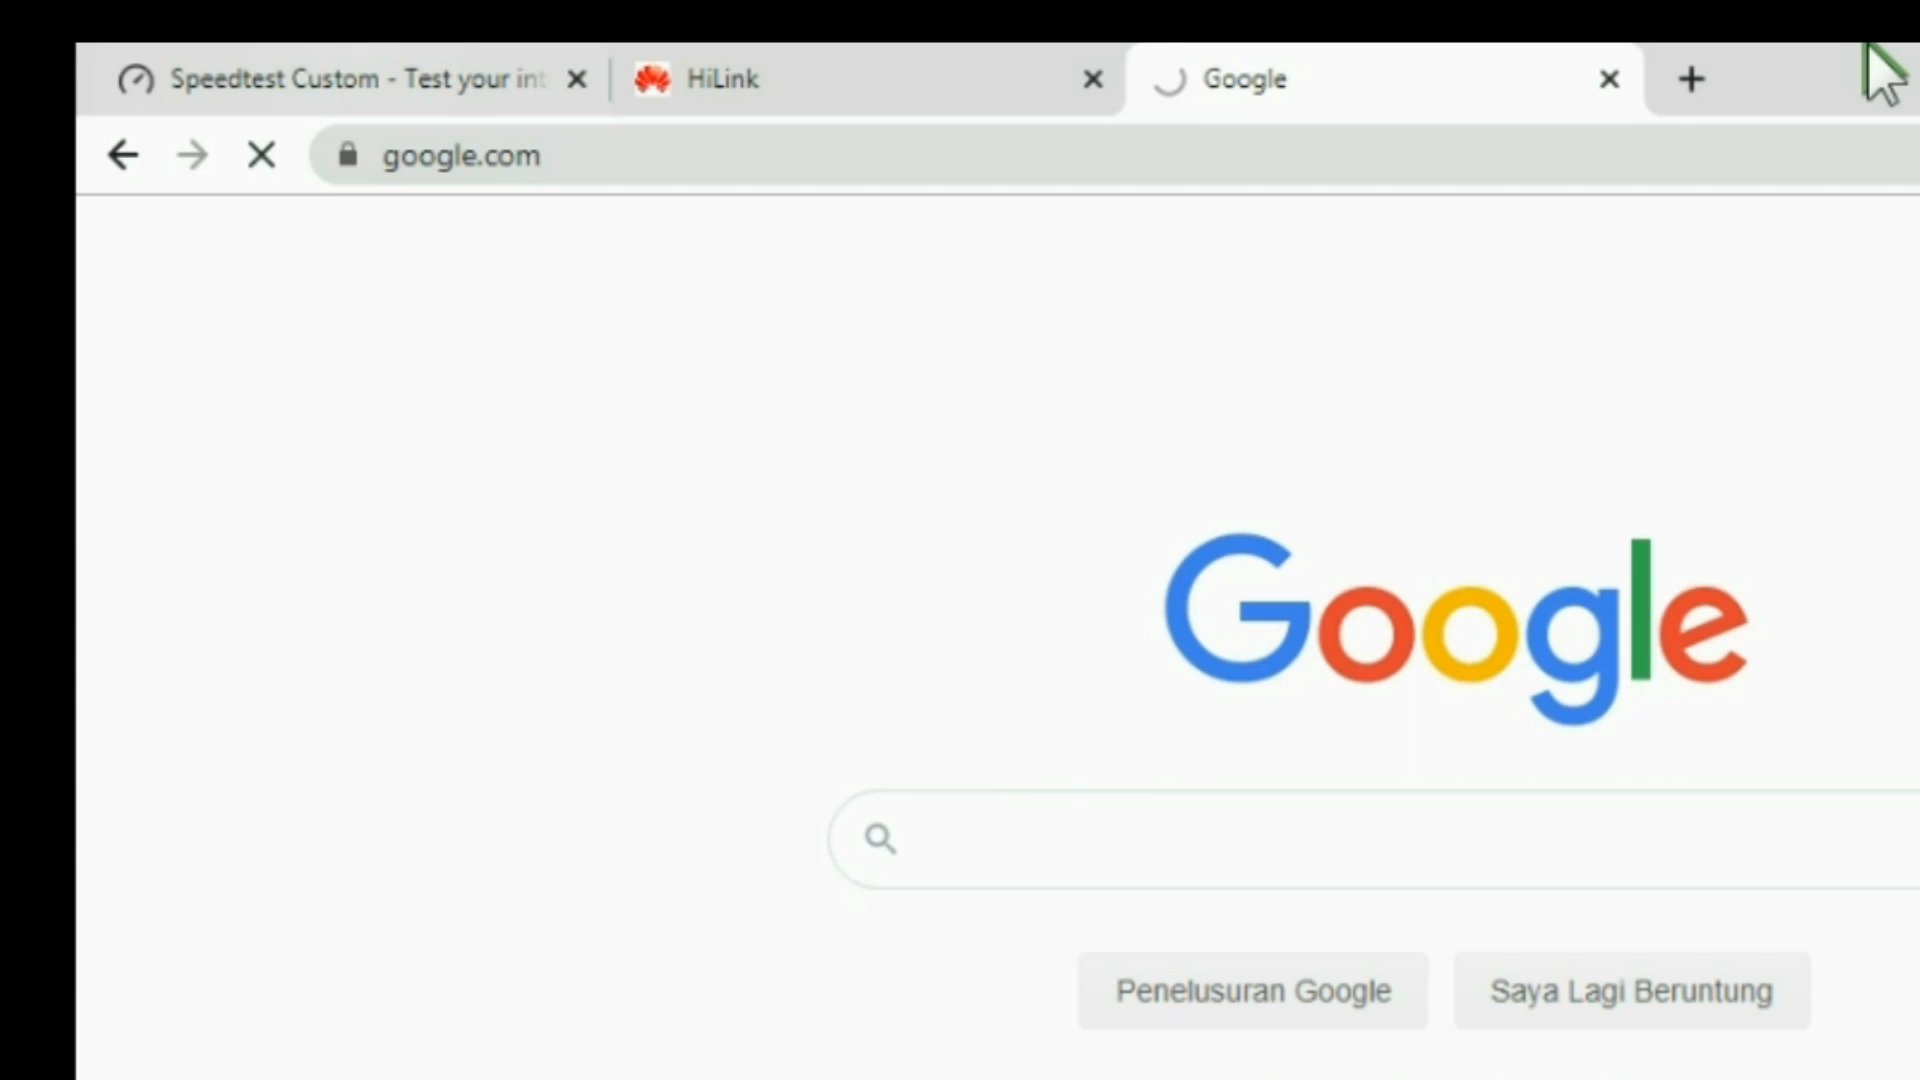 Speedtest Custom - Test your int
HiLink
Google
google.com
Google
Penelusuran Google
Saya Lagi Beruntung